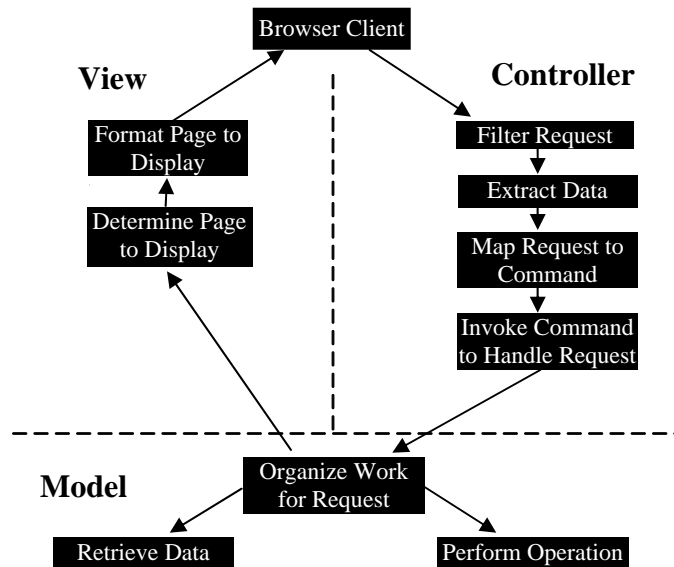 Browser Client
View
Controller
Format Page to
Display
Filter Request
Extract Data
Determine Page
to Display
Map Request to
Command
Invoke Command
to Handle Request
Organize Work
for Request
Model
Retrieve Data
Perform Operation